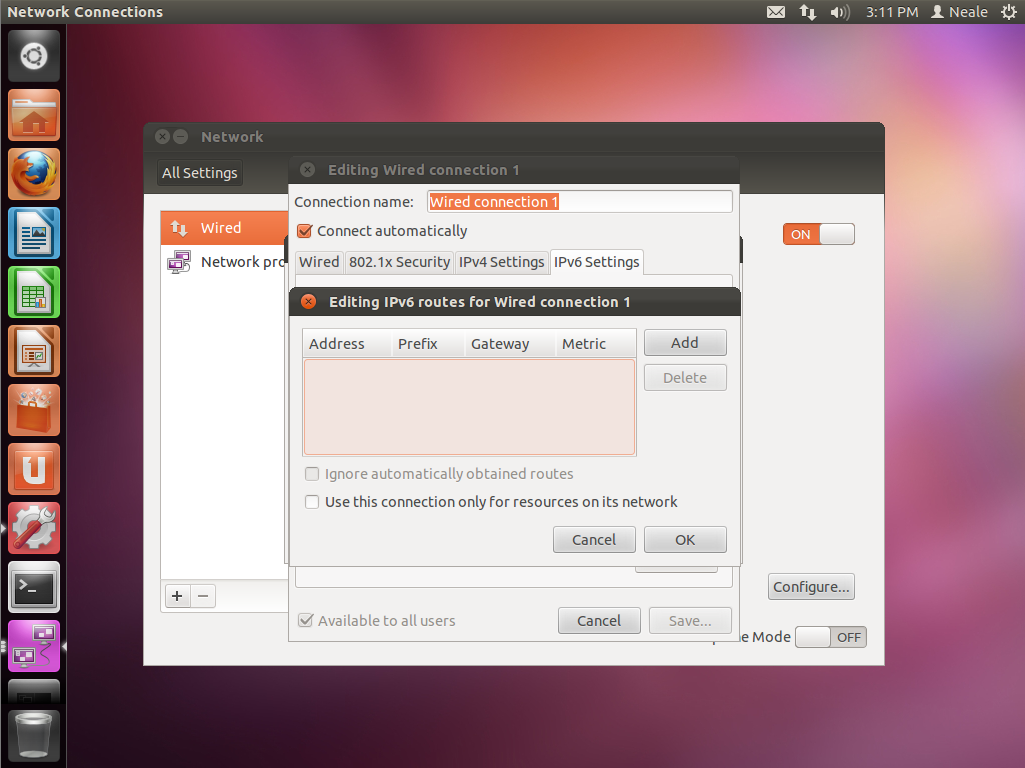 Network Connections 3:11 PM Neale
Network
All Settings
Editing Wired connection 1
Connection name: Wired connection 1
Wired
ON
Connect automatically
Network pro
Wired 802.1x Security IPv4 Settings IPv6 Settings
Editing IPv6 routes for Wired connection 1
Address Prefix Gateway Metric Add
Delete
Ignore automatically obtained routes
Use this connection only for resources on its network
Cancel OK
Configure...
Available to all users Cancel Save...
Mode OFF